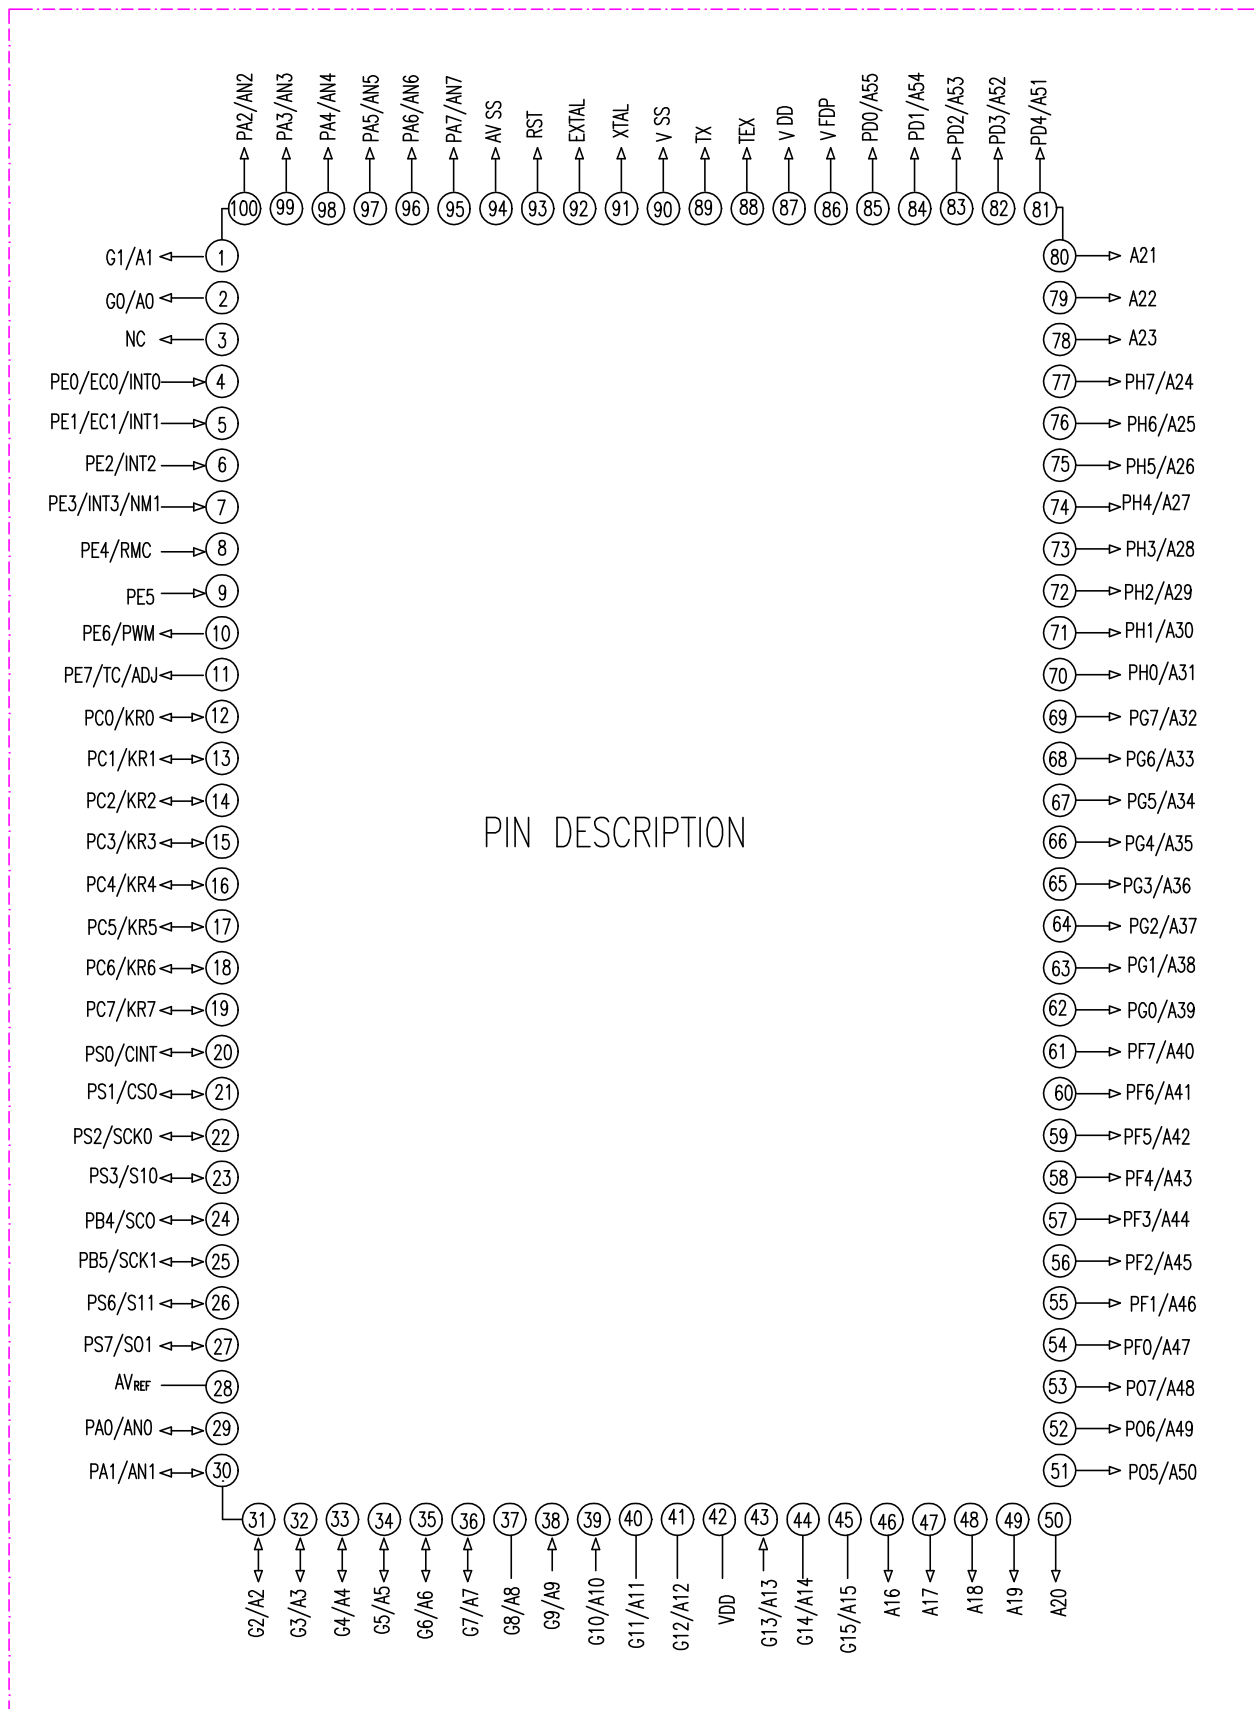 PA2/AN2
PA3/AN3
PA4/AN4
PA5/AN5
PA6/AN6
PA7/AN7
AV SS
RST
EXTAL
XTAL
V SS
TX
TEX
V DD
V FDP
PD0/A55
PD1/A54
PD2/A53
PD3/A52
PD4/A51
100 99 98 97 96 95 94 93 92 91 90 89 88 87 86 85 84 83 82 81
G1/A1 1
G0/A0 2
NC 3
PE0/EC0/INT0 4
PE1/EC1/INT1 5
PE2/INT2 6
PE3/INT3/NM1 7
PE4/RMC 8
PE5 9
PE6/PWM 10
PE7/TC/ADJ 11
PC0/KR0 12
PC1/KR1 13
PC2/KR2 14
PC3/KR3 15
PC4/KR4 16
PC5/KR5 17
PC6/KR6 18
PC7/KR7 19
PS0/CINT 20
PS1/CS0 21
PS2/SCK0 22
PS3/S10 23
PB4/SC0 24
PB5/SCK1 25
PS6/S11 26
PS7/S01 27
AVREF 28
PA0/AN0 29
PA1/AN1 30
PIN DESCRIPTION
80 A21
79 A22
78 A23
77 PH7/A24
76 PH6/A25
75 PH5/A26
74 PH4/A27
73 PH3/A28
72 PH2/A29
71 PH1/A30
70 PH0/A31
69 PG7/A32
68 PG6/A33
67 PG5/A34
66 PG4/A35
65 PG3/A36
64 PG2/A37
63 PG1/A38
62 PG0/A39
61 PF7/A40
60 PF6/A41
59 PF5/A42
58 PF4/A43
57 PF3/A44
56 PF2/A45
55 PF1/A46
54 PF0/A47
53 P07/A48
52 P06/A49
51 P05/A50
31 32 33 34 35 36 37 38 39 40 41 42 43 44 45 46 47 48 49 50
G2/A2
G3/A3
G4/A4
G5/A5
G6/A6
G7/A7
G8/A8
G9/A9
G10/A10
G11/A11
G12/A12
VDD
G13/A13
G14/A14
G15/A15
A16
A17
A18
A19
A20